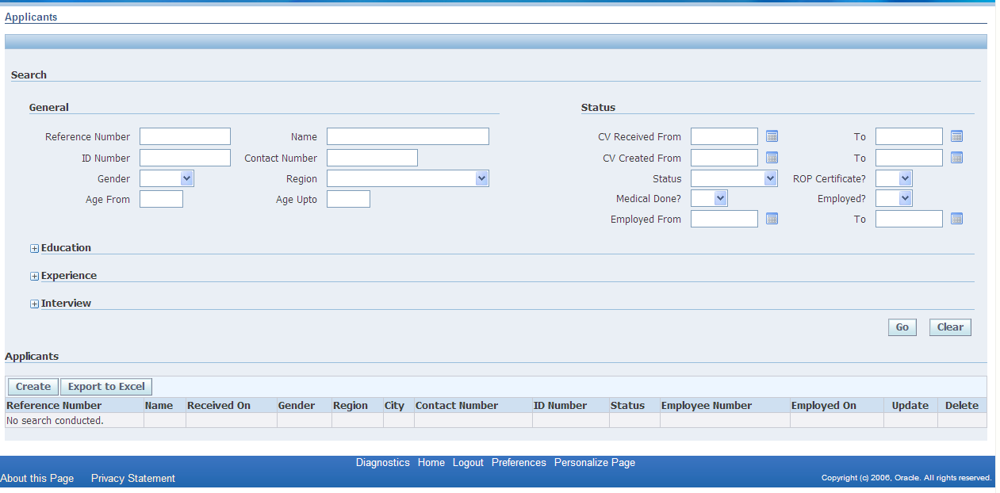 Applicants
Search
General
Status
Reference Number Name CV Received From To
ID Number Contact Number CV Created From To
Gender Region Status ROP Certificate?
Age From Age Upto Medical Done? Employed?
Employed From To
Education
Experience
Interview
Go Clear
Applicants
Create Export to Excel
Reference Number Name Received On Gender Region City Contact Number ID Number Status Employee Number Employed On Update Delete
No search conducted.
Diagnostics Home Logout Preferences Personalize Page
About this Page Privacy Statement Copyright (c) 2006, Oracle. All rights reserved.